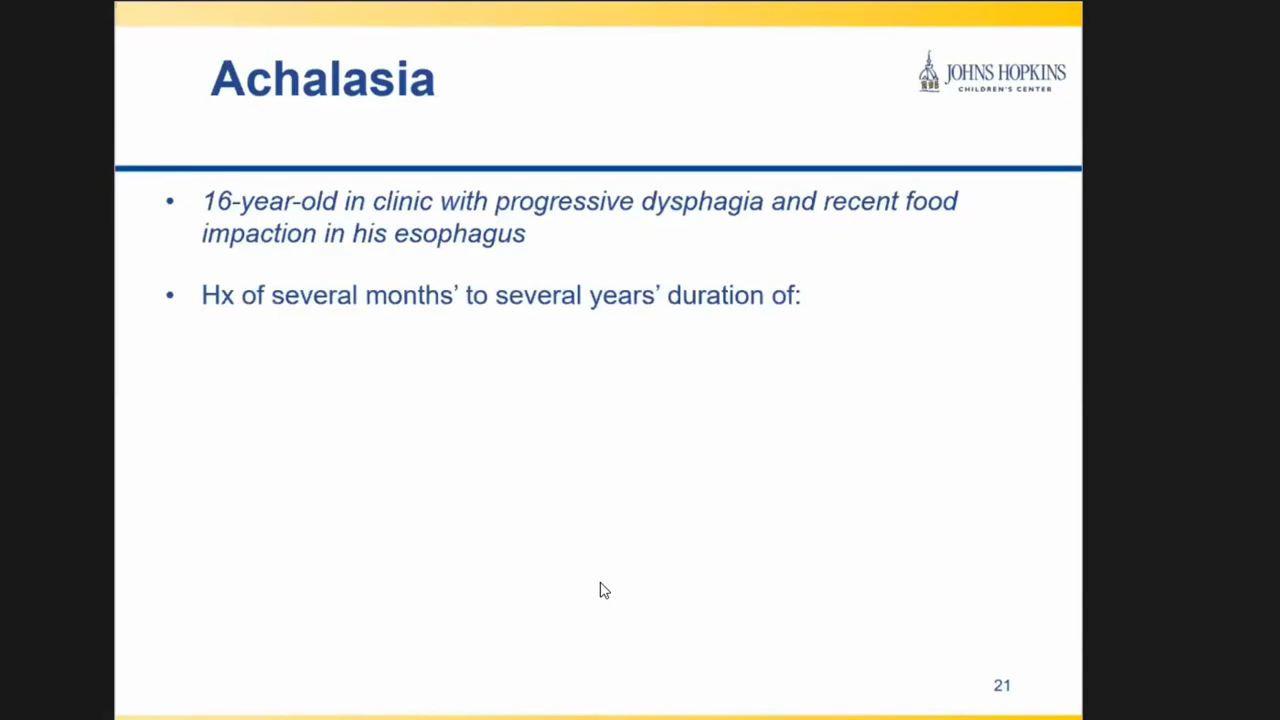 Achalasia
JOHNS HOPKINS
CHILDREN'S CENTER
• 16-year-old in clinic with progressive dysphagia and recent food
impaction in his esophagus
• Hx of several months’ to several years’ duration of:
21